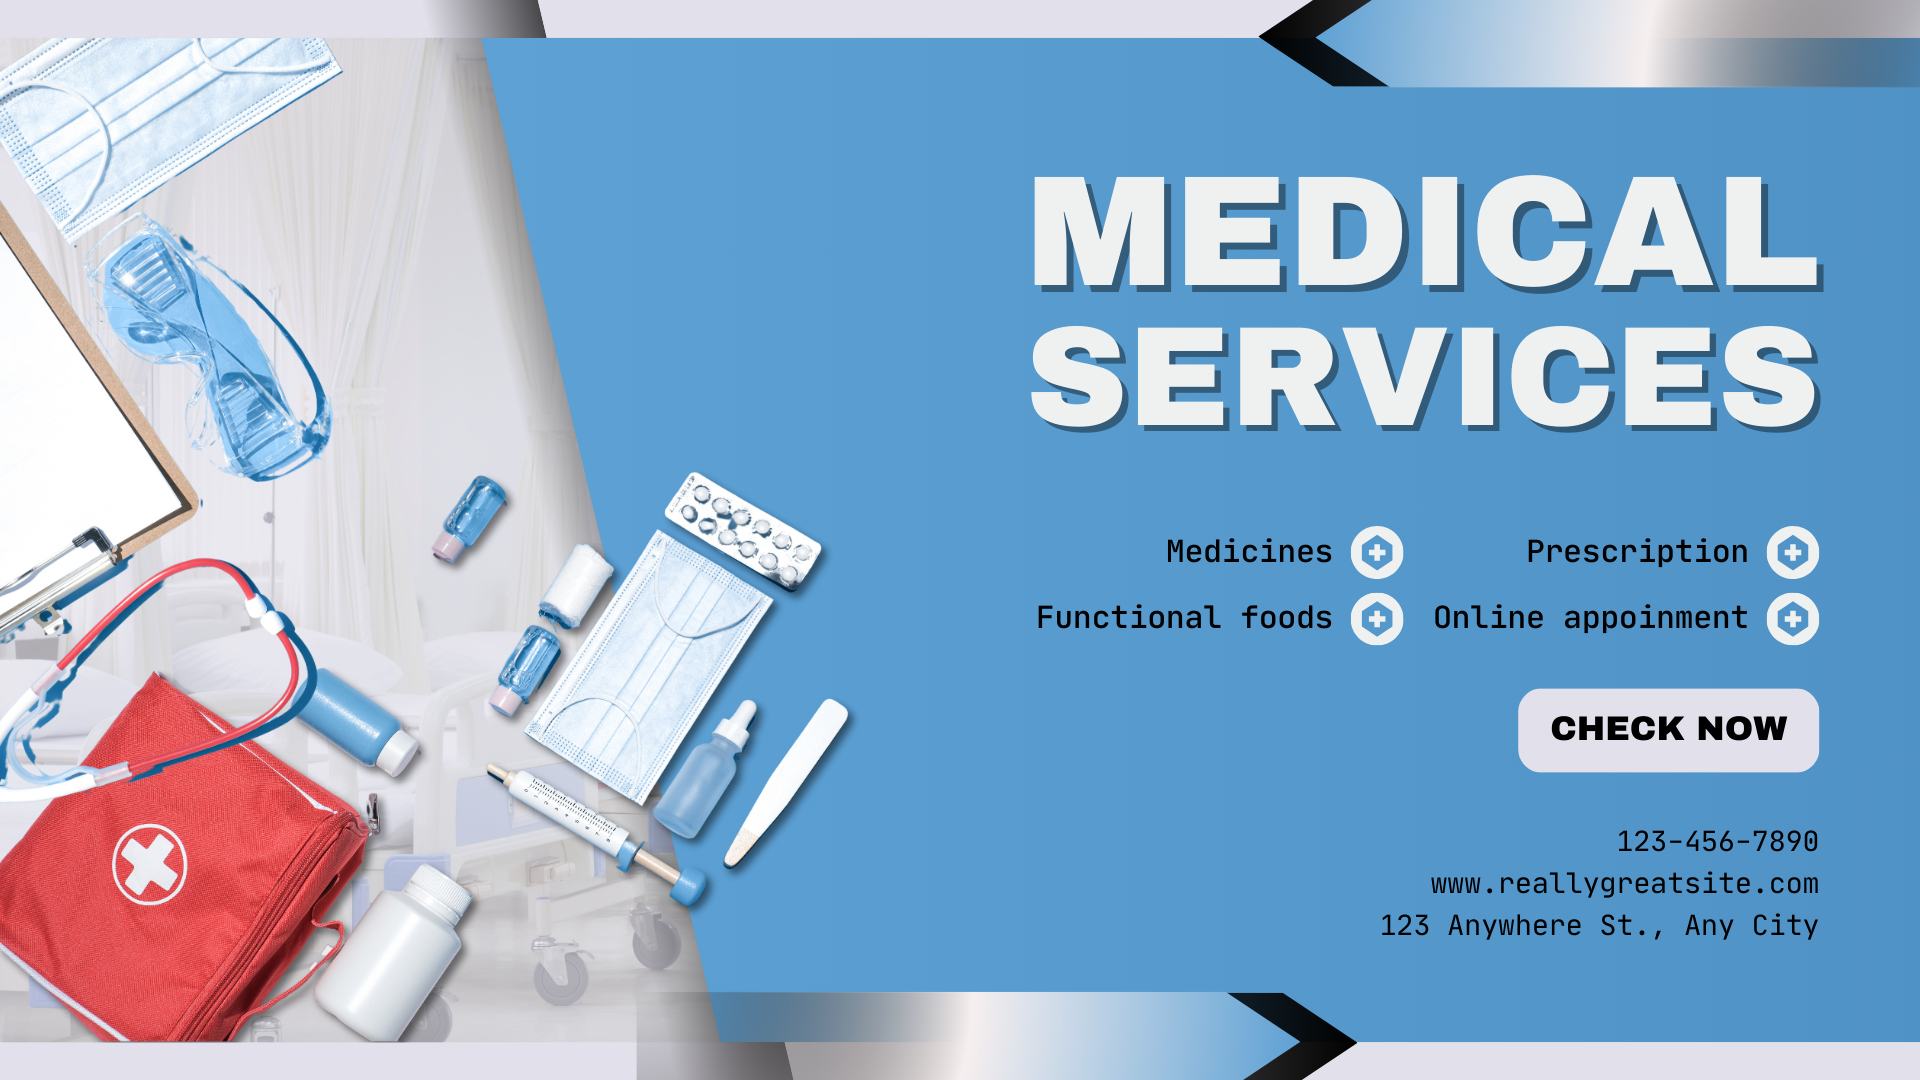 MEDICAL
SERVICES
Medicines
Prescription
Functional foods
Online appoinment
CHECK NOW
123-456-7890
www.reallygreatsite.com
123 Anywhere St., Any City